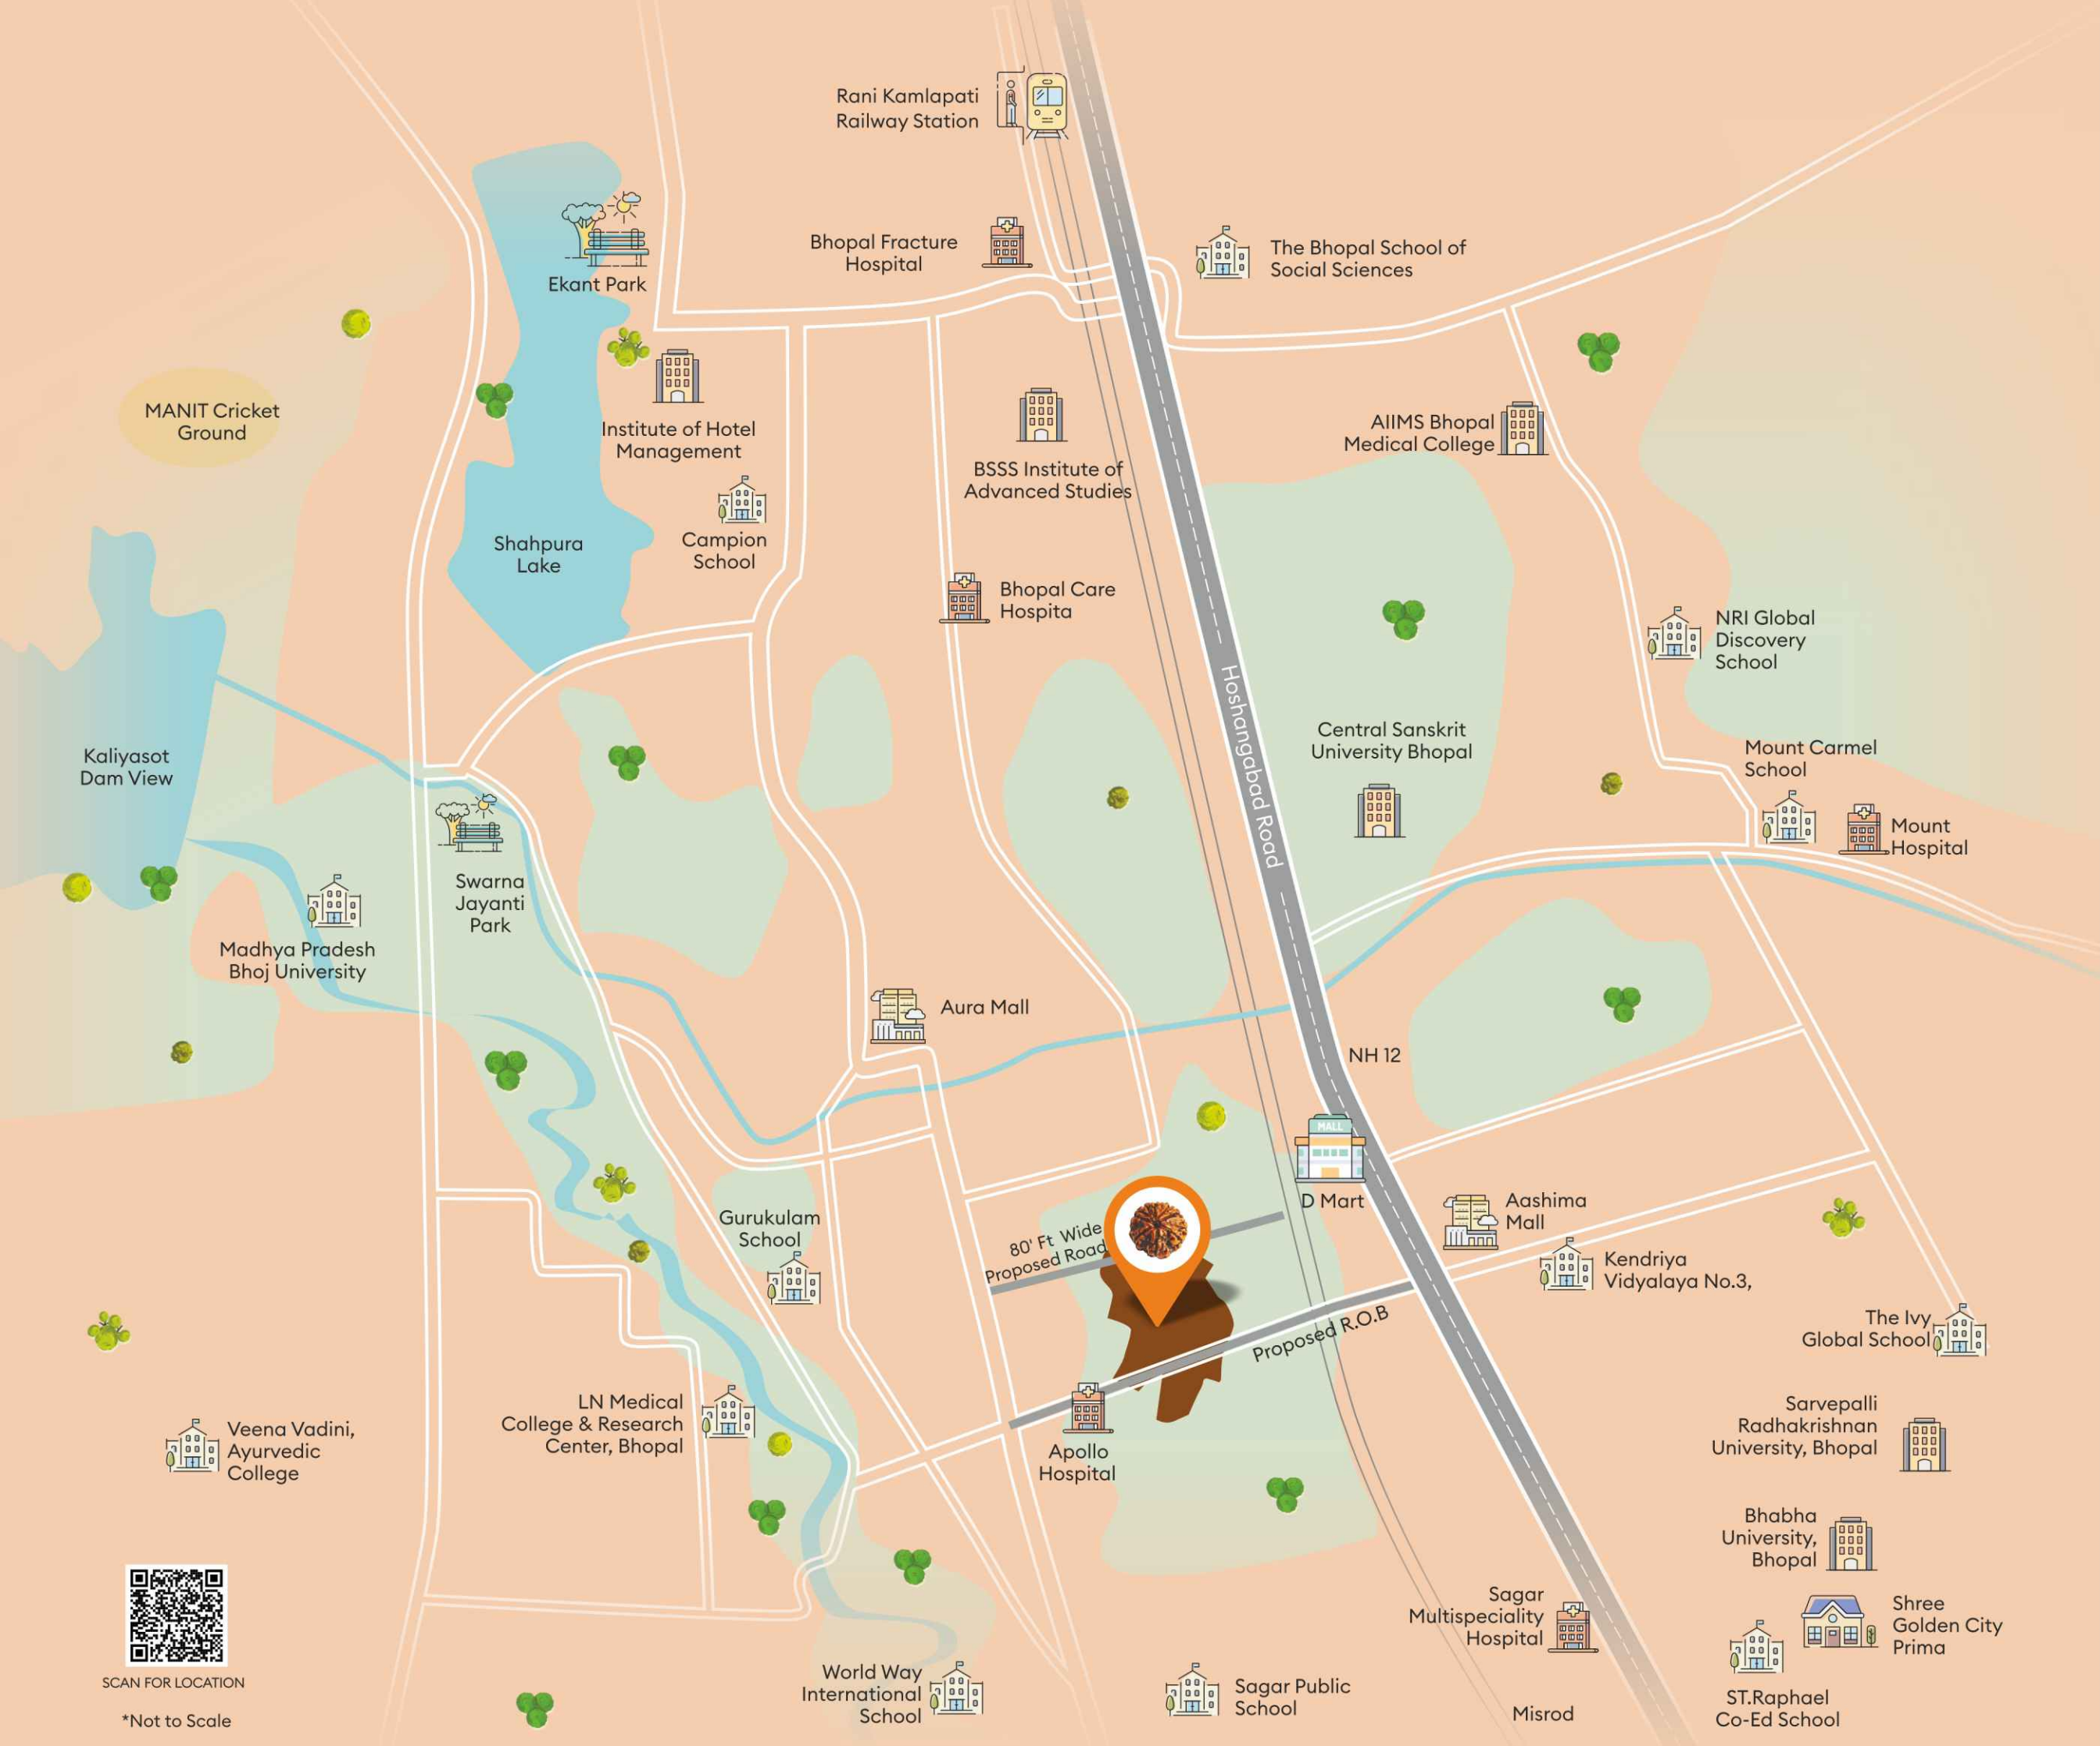 Rani Kamlapati
Railway Station
Bhopal Fracture
Hospital
The Bhopal School of
Social Sciences
Ekant Park
MANIT Cricket
Ground
Institute of Hotel
Management
BSSS Institute of
Advanced Studies
AIIMS Bhopal
Medical College
Shahpura
Lake
Campion
School
Bhopal Care
Hospita
NRI Global
Discovery
School
Hoshangabad Road
Central Sanskrit
University Bhopal
Kaliyasot
Dam View
Mount Carmel
School
Mount
Hospital
Swarna
Jayanti
Park
Madhya Pradesh
Bhoj University
Aura Mall
NH 12
MALL
D Mart
Aashima
Mall
Gurukulam
School
80' Ft Wide
Proposed Road
Kendriya
Vidyalaya No.3,
Proposed R.O.B
The Ivy
Global School
LN Medical
College & Research
Center, Bhopal
Veena Vadini,
Ayurvedic
College
Apollo
Hospital
Sarvepalli
Radhakrishnan
University, Bhopal
Bhabha
University,
Bhopal
Sagar
Multispeciality
Hospital
Shree
Golden City
Prima
World Way
International
School
Sagar Public
School
Misrod
ST.Raphael
Co-Ed School
SCAN FOR LOCATION
*Not to Scale